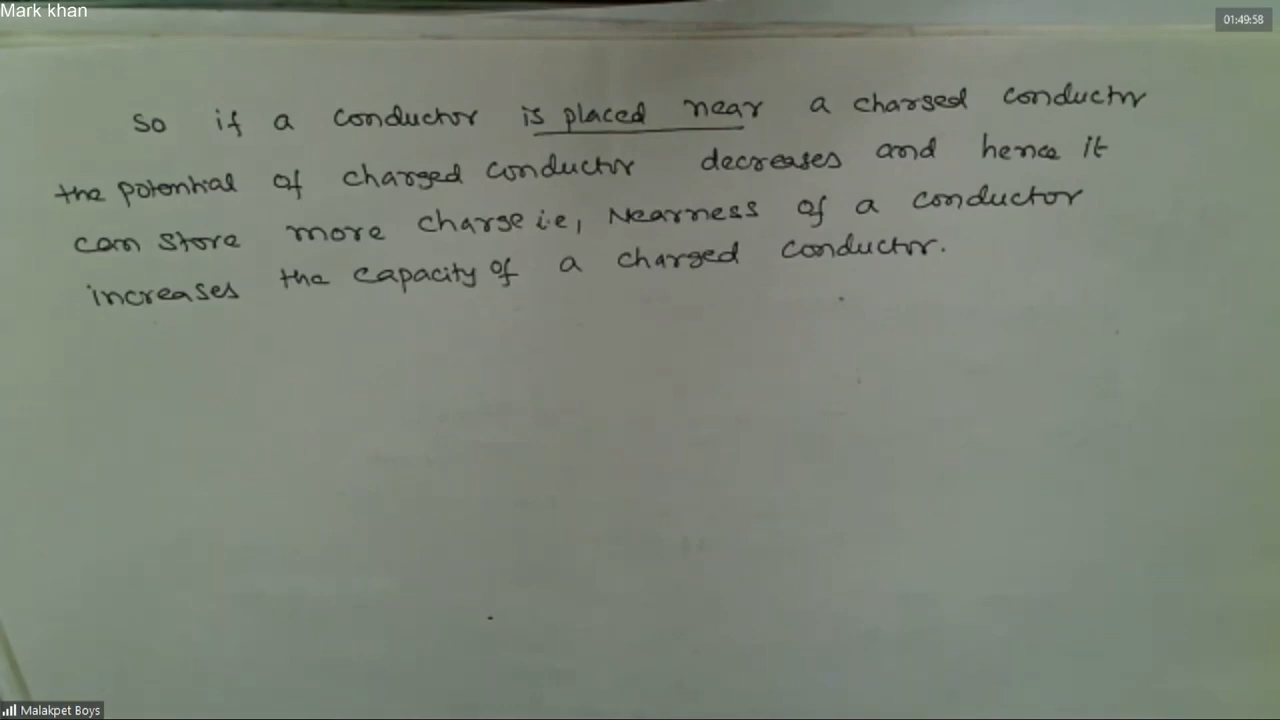 Mark khan
01:49:58
so if a conductor is placed near a charged conductor
the potential of charged conductor decreases and hence it
can store more charge i.e, Nearness of a conductor
increases the capacity of a charged conductor.
Malakpet Boys